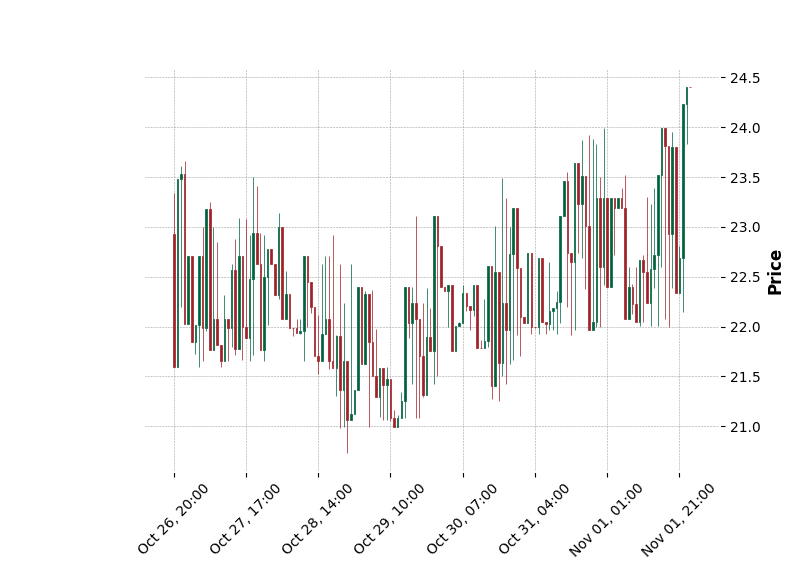 24.5
24.0
23.5
23.0
22.5
22.0
21.5
21.0
Price
Oct 26, 20:00
Oct 27, 17:00
Oct 28, 14:00
Oct 29, 10:00
Oct 30, 07:00
Oct 31, 04:00
Nov 01, 01:00
Nov 01, 21:00